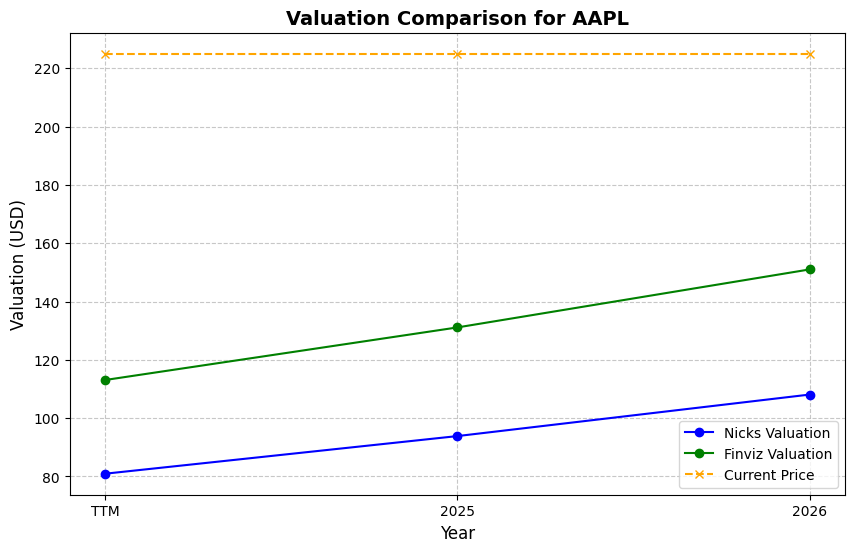 Valuation Comparison for AAPL
Valuation (USD)
220
200
180
160
140
120
100
80
TTM
2025
2026
Year
Nicks Valuation
Finviz Valuation
Current Price